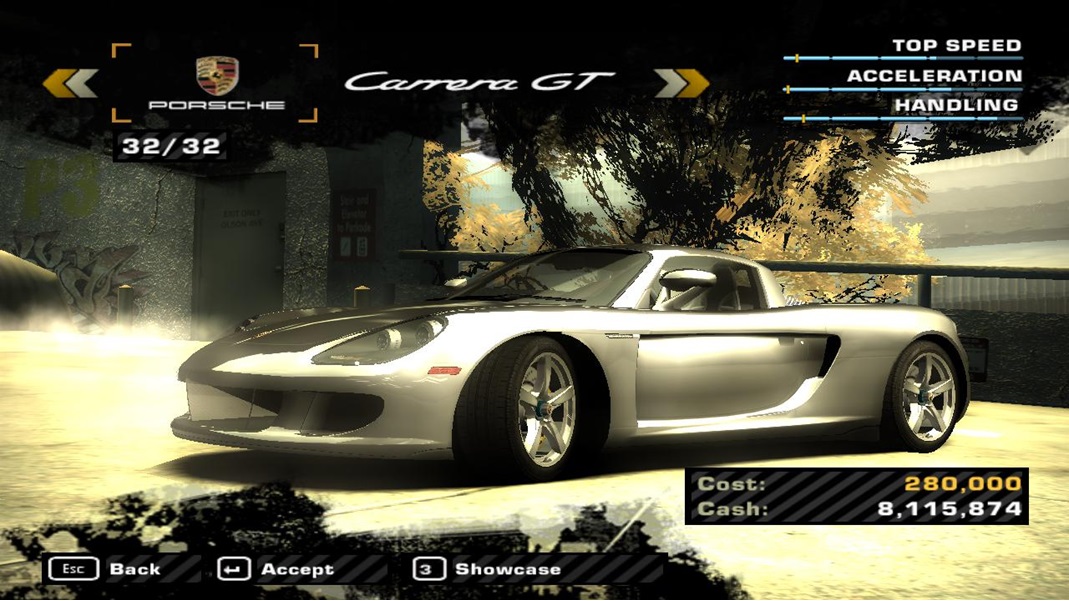 PORSCHE
Carrera GT
TOP SPEED
ACCELERATION
HANDLING
32/32
P3
Cost: 280,000
Cash: 8,115,874
Esc Back
Accept
3 Showcase